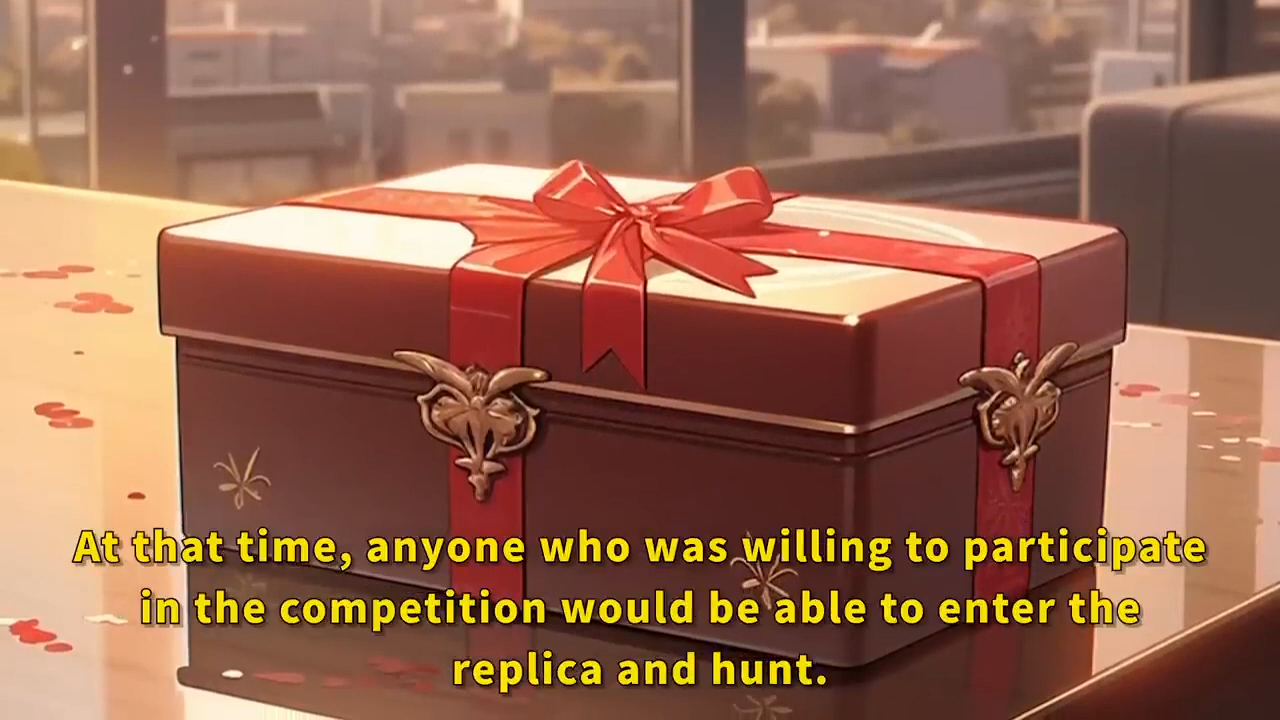 At that time, anyone who was willing to participate
in the competition would be able to enter the
replica and hunt.